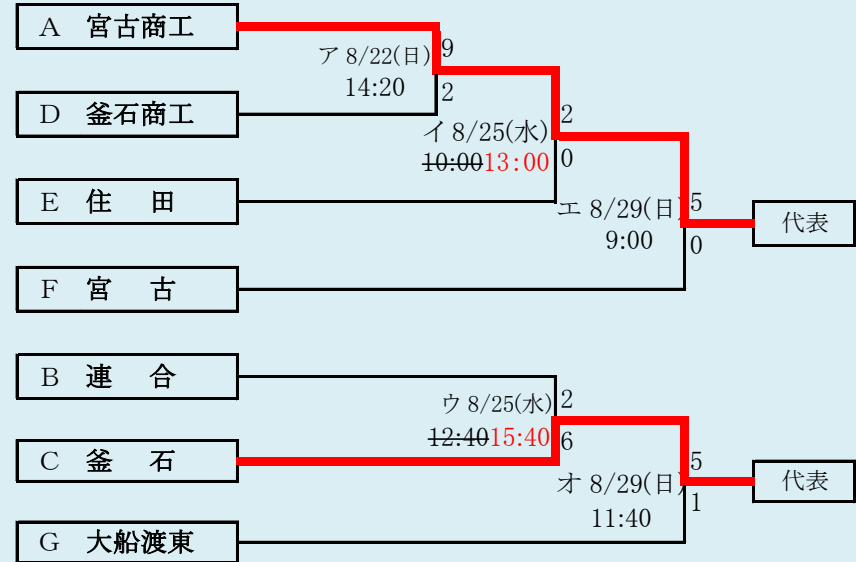 A 宮古商工
ア 8/22(日) 9
14:20 2
D 釜石商工
イ 8/25(水) 2
10:00 13:00 0
E 住 田
エ 8/29(日) 5
代表
9:00 0
F 宮 古
B 連 合
ウ 8/25(水) 2
12:40 15:40 6
C 釜 石
オ 8/29(日) 5
代表
11:40 1
G 大船渡東